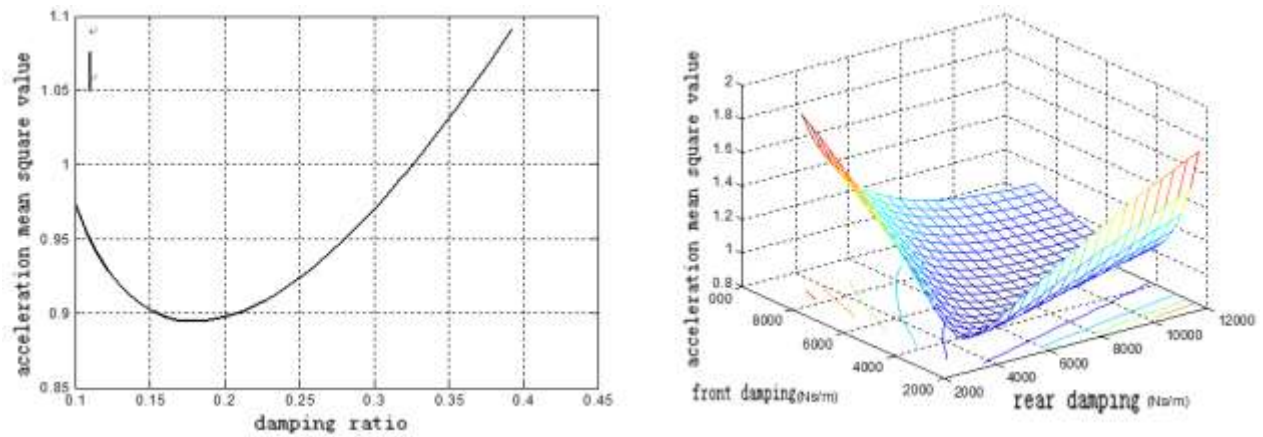 acceleration mean square value
1.1
1.05
1
0.95
0.9
0.85
0.1 0.15 0.2 0.25 0.3 0.35 0.4 0.45
damping ratio
acceleration mean square value
2
1.8
1.6
1.4
1.2
1
0.8
000 8000 6000 4000 2000
front damping(Ns/m)
2000 4000 6000 8000 10000 12000
rear damping (Ns/m)